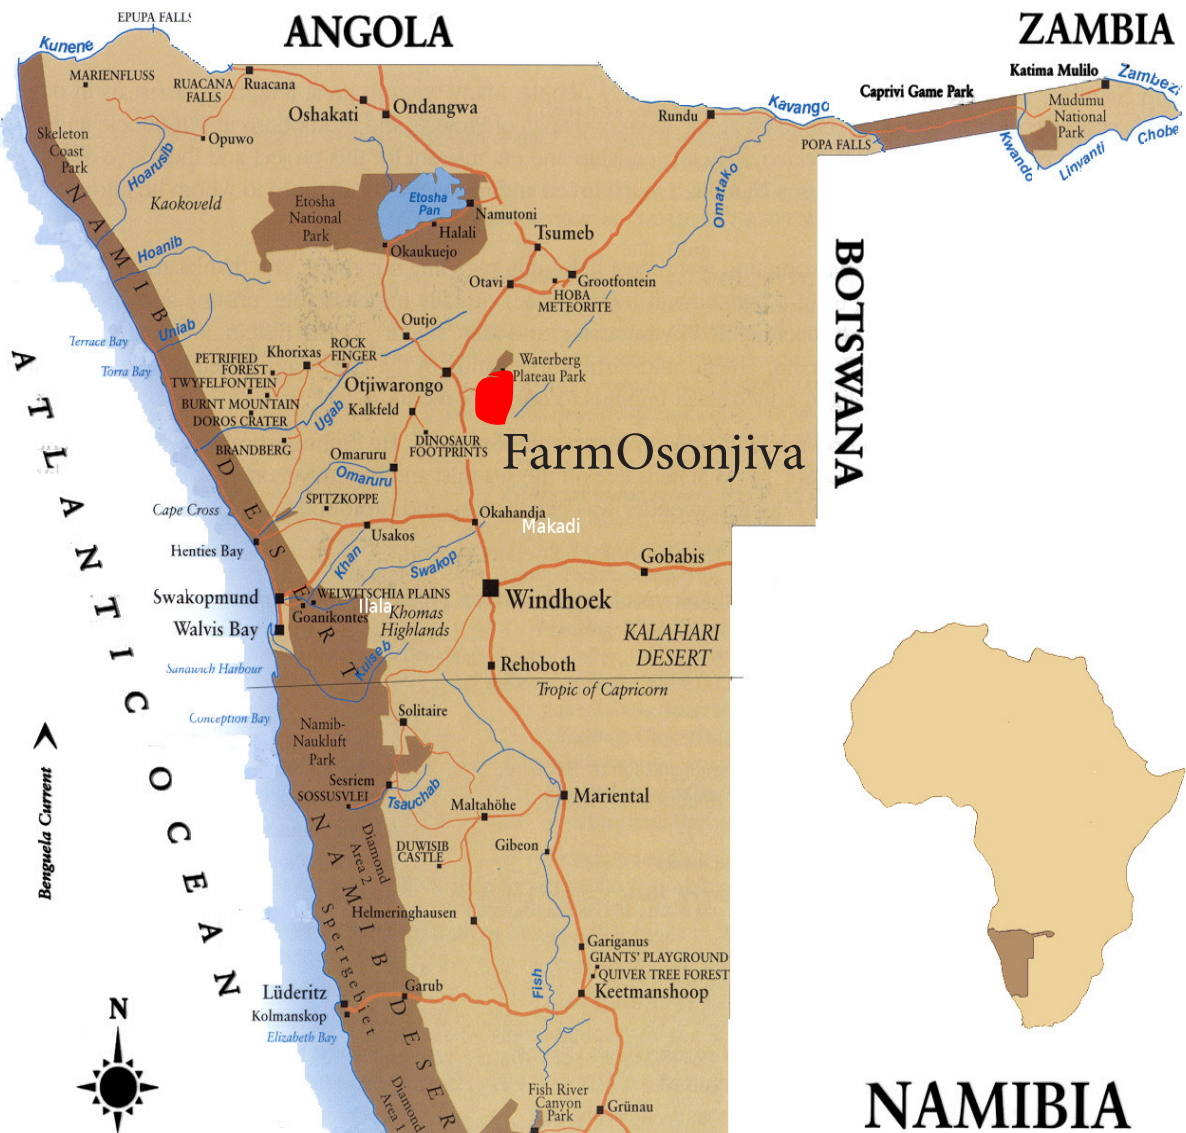 EPUPA FALLS
ANGOLA
ZAMBIA
Kunene
MARIENFLUSS
RUACANA
FALLS
Ruacana
Oshakati
Ondangwa
Opuwo
Skeleton
Coast
Park
Hoarusib
Kaokoveld
Rundu
Kavango
Caprivi Game Park
Katima Mulilo
Zambezi
Mudumu
National
Park
Chobe
Kwando
Linyanti
POPA FALLS
Omatako
Etosha
Pan
Etosha
National
Park
Namutoni
Halali
Okaukuejo
Tsumeb
Hoanib
Otavi
Grootfontein
HOBA
METEORITE
BOTSWANA
NAMIB
DESERT
Uniab
Terrace Bay
Torra Bay
Outjo
ROCK
FINGER
Khorixas
PETRIFIED
FOREST
TWYFELFONTEIN
BURNT MOUNTAIN
DOROS CRATER
BRANDBERG
Otjiwarongo
Waterberg
Plateau Park
Kalkfeld
Ugab
DINOSAUR
FOOTPRINTS
FarmOsonjiva
Omaruru
Omaruru
SPITZKOPPE
Cape Cross
Henties Bay
Usakos
Okahandja
Makadi
Khan
Swakop
Gobabis
Swakopmund
Walvis Bay
WELWITSCHIA PLAINS
Ilala
Goanikontes
Khomas
Highlands
Windhoek
KALAHARI
DESERT
Kuiseb
Rehoboth
Sandwich Harbour
Tropic of Capricorn
Conception Bay
Solitaire
Namib-
Naukluft
Park
Sesriem
SOSSUSVLEI
Tsauchab
Maltahöhe
Mariental
ATLANTIC OCEAN
Benguela Current
Diamond
Area 2
DUWISIB
CASTLE
Gibeon
Helmeringhausen
NAMIB
DESER
Sperrgebiet
Gariganus
GIANTS' PLAYGROUND
QUIVER TREE FOREST
Keetmanshoop
Fish
Lüderitz
Kolmanskop
Garub
Elizabeth Bay
N
Diamond
Area 1
Fish River
Canyon
Park
Grünau
NAMIBIA